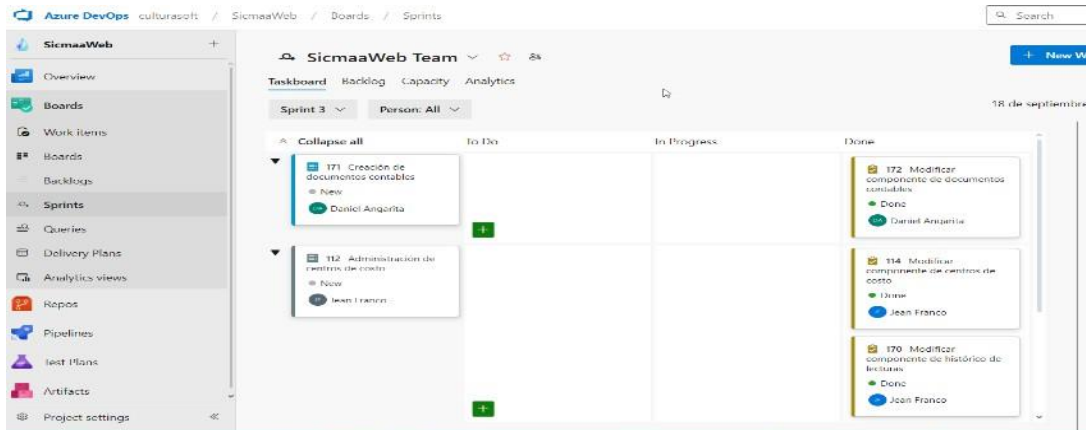 Azure DevOps culturasoft / SicmaaWeb / Boards / Sprints
Search
SicmaaWeb
Overview
Boards
Work items
Boards
Backlogs
Sprints
Queries
Delivery Plans
Analytics views
Repos
Pipelines
Test Plans
Artifacts
Project settings
SicmaaWeb Team
+ New W
Taskboard Backlog Capacity Analytics
Sprint 3 Person: All
18 de septiembre
Collapse all To Do In Progress Done
171 Creación de
documentos contables
New
Daniel Angarita
172 Modificar
componente de documentos
contables
Done
Daniel Angarita
112 Administración de
centros de costo
New
Jean Franco
114 Modificar
componente de centros de
costo
Done
Jean Franco
170 Modificar
componente de histórico de
lecturas
Done
Jean Franco